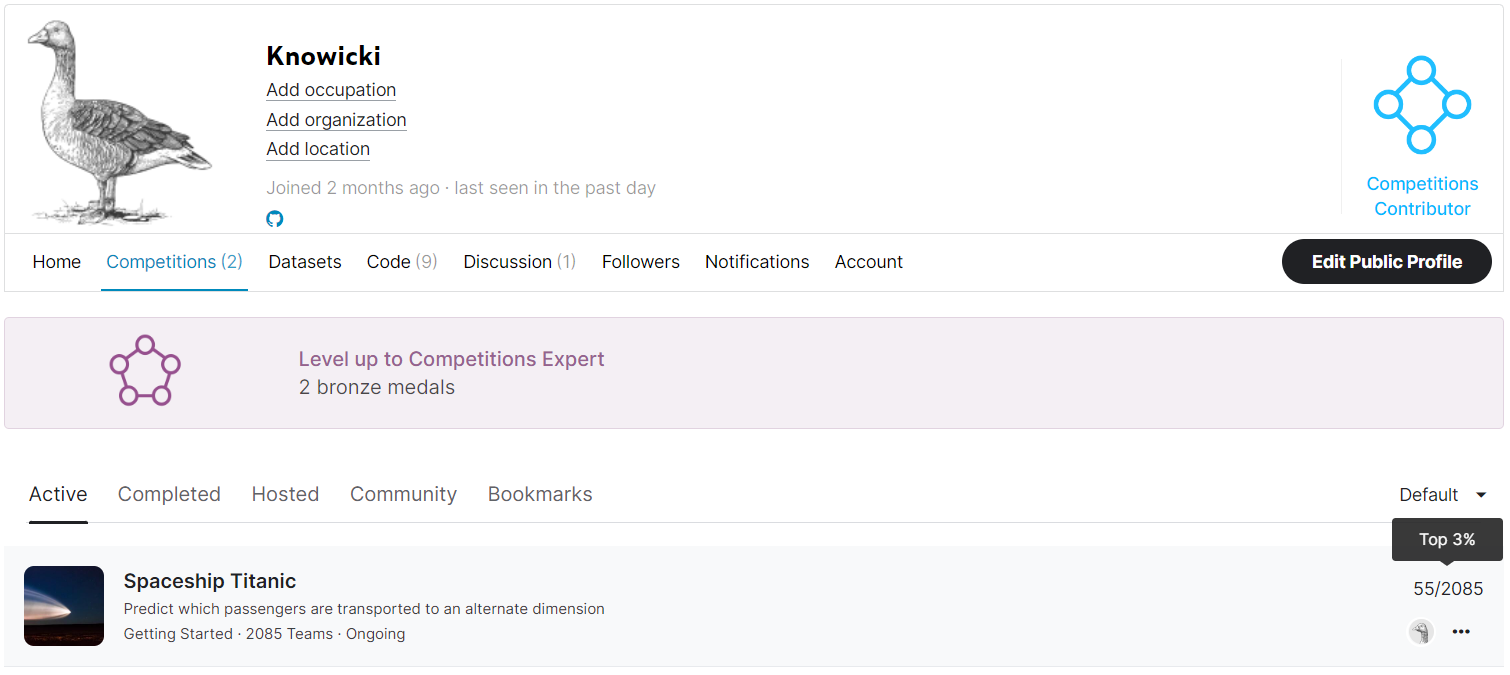 Knowicki
Add occupation
Add organization
Add location
Joined 2 months ago · last seen in the past day
Competitions
Contributor
Home Competitions (2) Datasets Code (9) Discussion (1) Followers Notifications Account Edit Public Profile
Level up to Competitions Expert
2 bronze medals
Active Completed Hosted Community Bookmarks Default
Top 3%
Spaceship Titanic
55/2085
Predict which passengers are transported to an alternate dimension
Getting Started · 2085 Teams · Ongoing